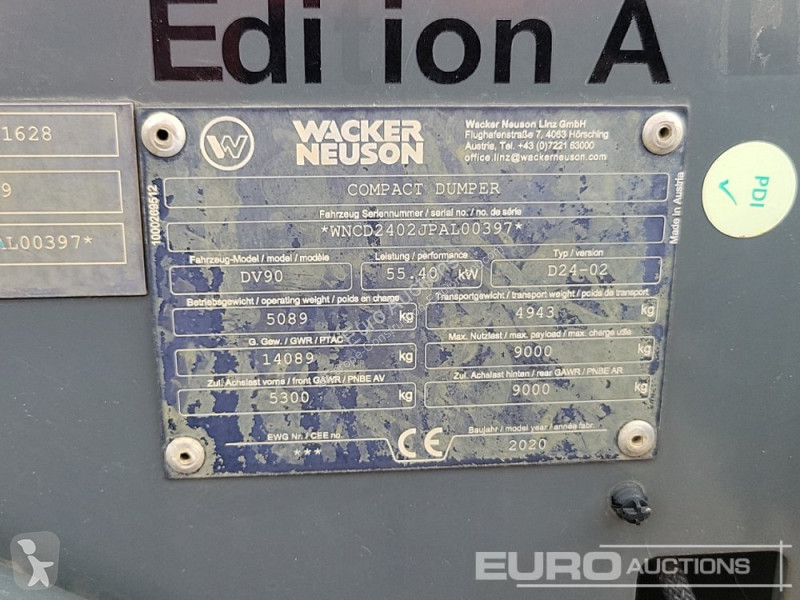 Edition A
1628
9
AL00397*
WACKER
NEUSON
Wacker Neuson Linz GmbH
Flughafenstraße 7, 4063 Hörsching
Austria, Tel. +43 (0)7221 63000
office.linz@wackerneuson.com
1000269512
COMPACT DUMPER
Fahrzeug Seriennummer / serial no./ no. de série
*WNCD2402JPAL00397*
Fahrzeug-Model / model / modèle
DV90
Leistung / performance
55.40 kW
Typ / version
D24-02
Betriebsgewicht / operating weight / poids en charge
5089 kg
Transportgewicht / transport weight / poids de transport
4943 kg
G. Gew. / GWR / PTAC
14089 kg
Max. Nutzlast / max. payload / max. charge utile
9000 kg
Zul. Achslast vorne / front GAWR / PNBE AV
5300 kg
Zul. Achslast hinten / rear GAWR / PNBE AR
9000 kg
EWG Nr. / CEE no.
***
CE
Baujahr / model year / année fabr
2020
Made in Austria
PDI
EURO
AUCTIONS